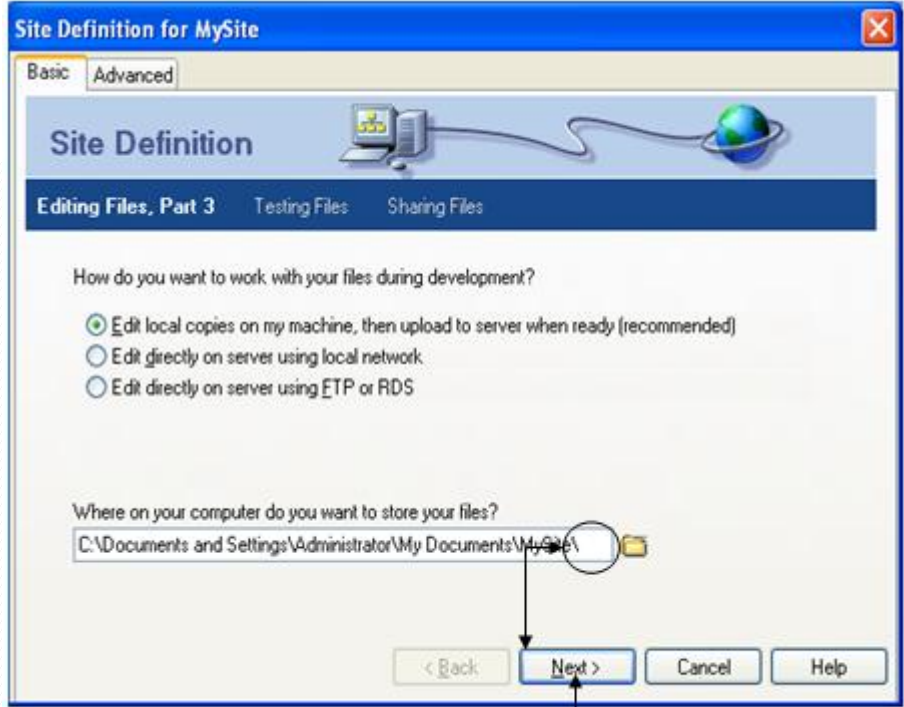 Site Definition for MySite
Basic Advanced
Site Definition
Editing Files, Part 3 Testing Files Sharing Files
How do you want to work with your files during development?
Edit local copies on my machine, then upload to server when ready (recommended)
Edit directly on server using local network
Edit directly on server using FTP or RDS
Where on your computer do you want to store your files?
C:\Documents and Settings\Administrator\My Documents\MySite\
< Back Next > Cancel Help